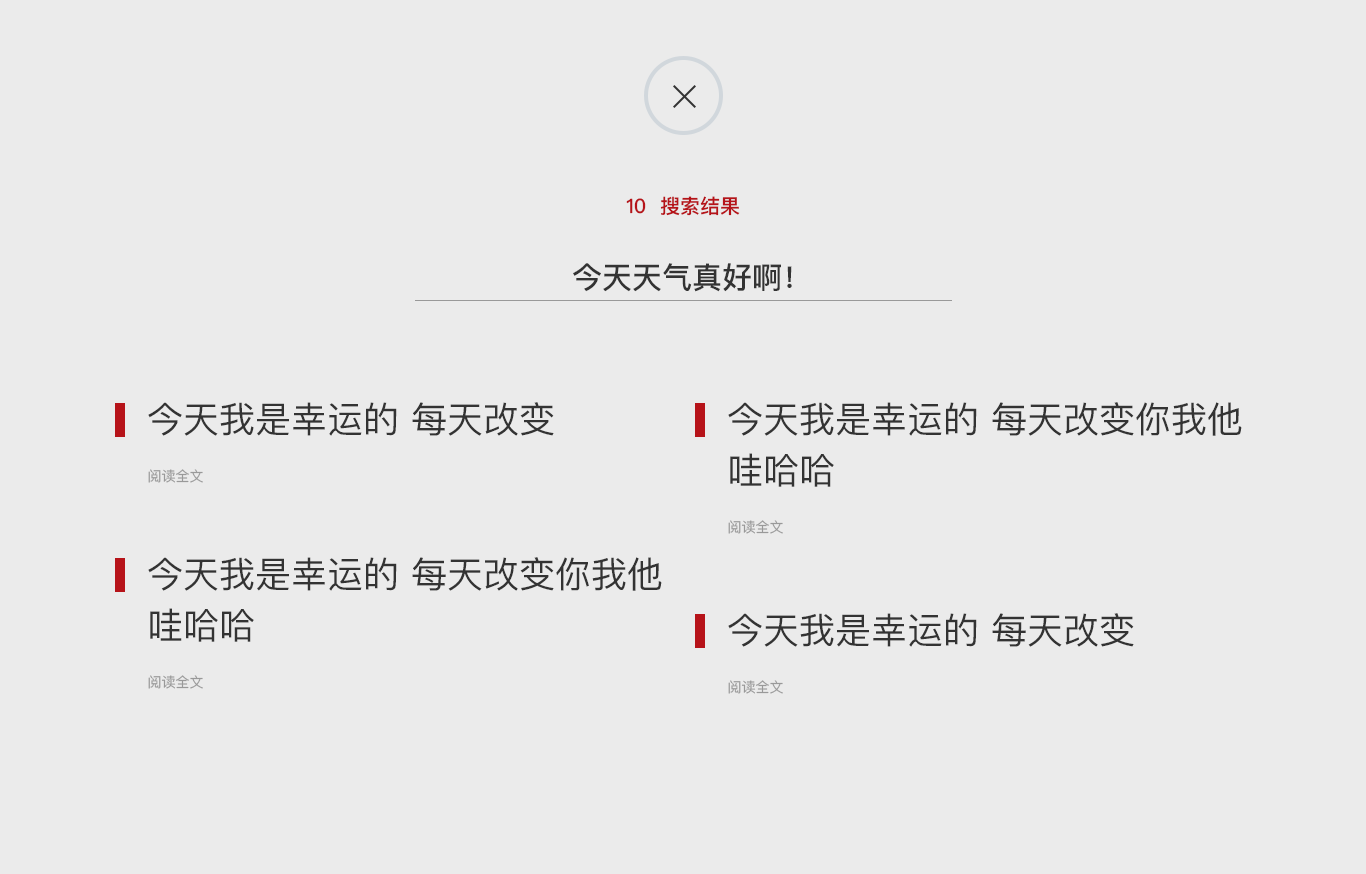 10 搜索结果
今天天气真好啊!
今天我是幸运的 每天改变
阅读全文
今天我是幸运的 每天改变你我他
哇哈哈
阅读全文
今天我是幸运的 每天改变你我他
哇哈哈
阅读全文
今天我是幸运的 每天改变
阅读全文